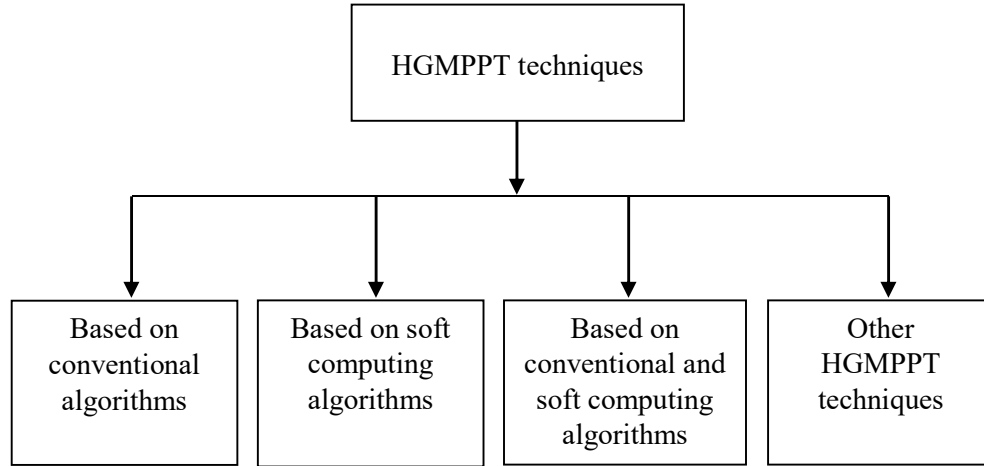 HGMPPT techniques
Based on
conventional
algorithms
Based on soft
computing
algorithms
Based on
conventional and
soft computing
algorithms
Other
HGMPPT
techniques